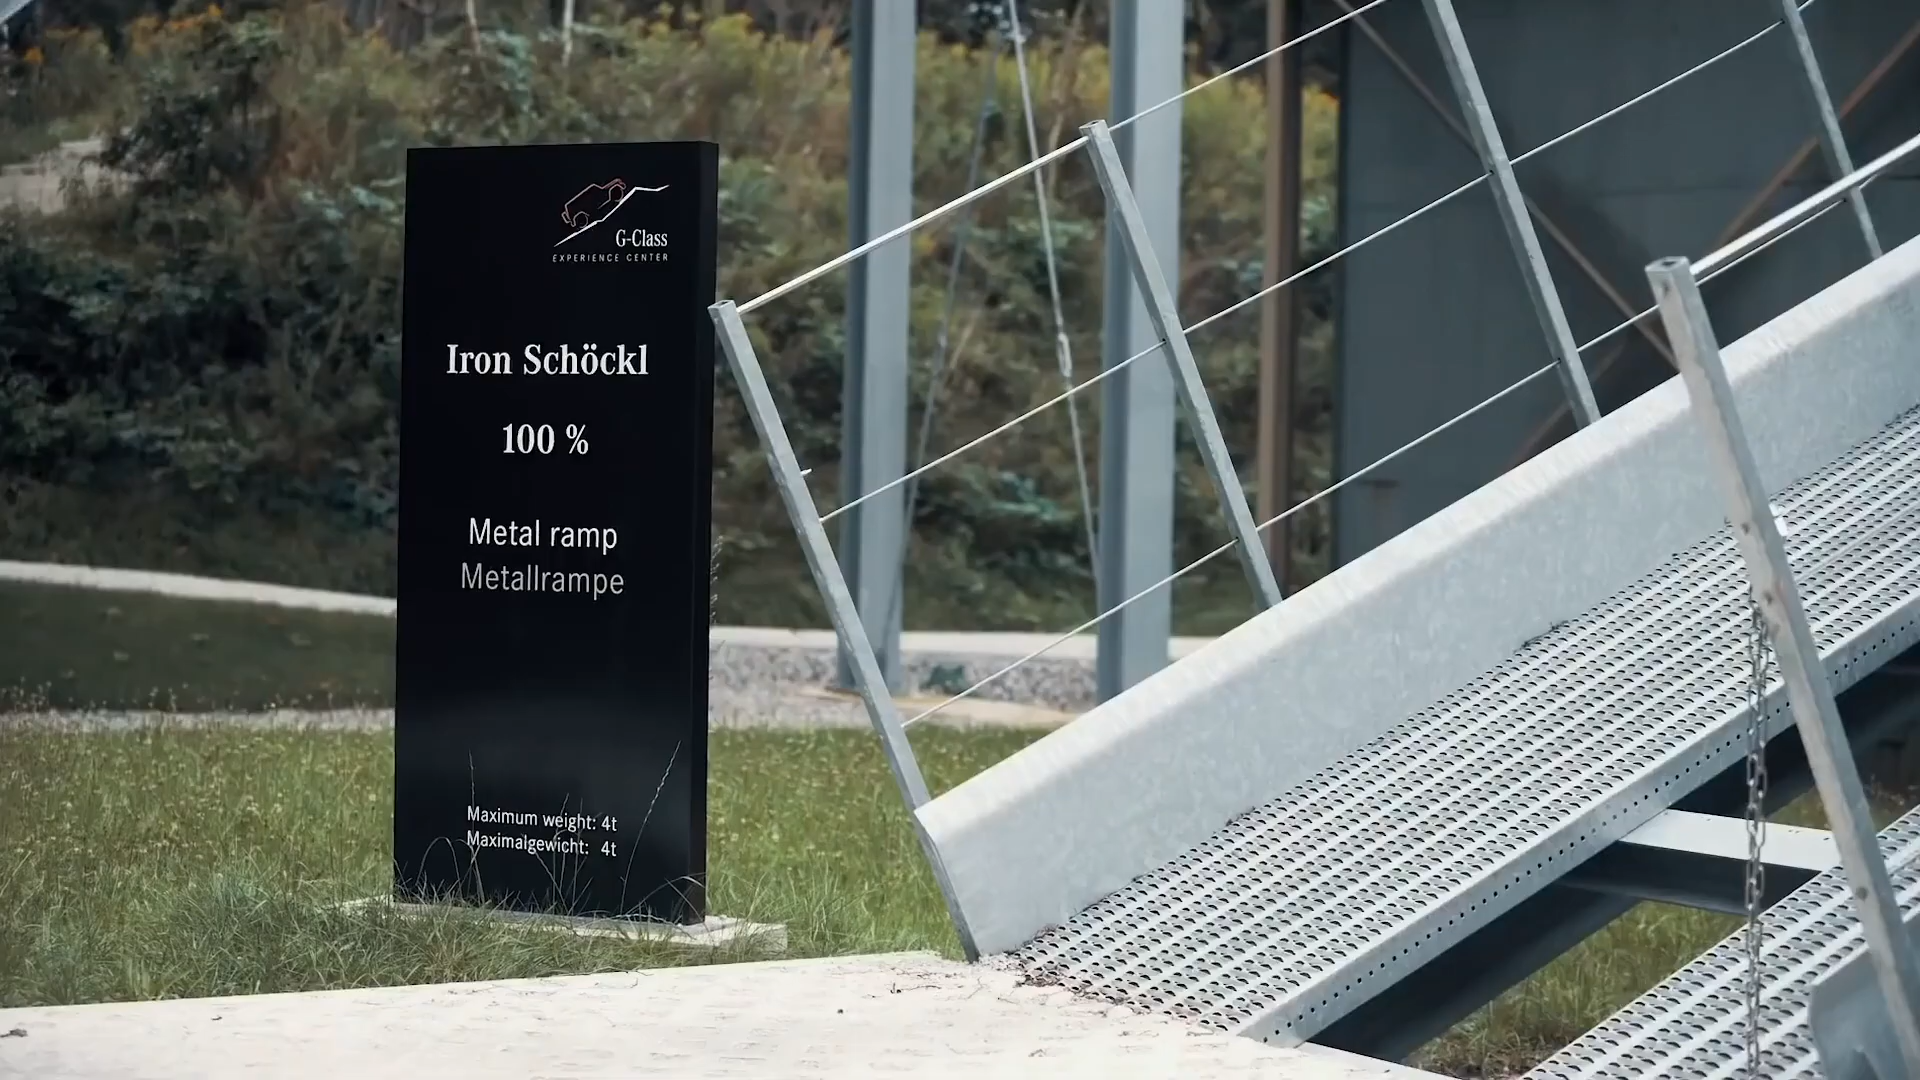 G-Class
EXPERIENCE CENTER
Iron Schöckl
100 %
Metal ramp
Metallrampe
Maximum weight: 4t
Maximalgewicht: 4t